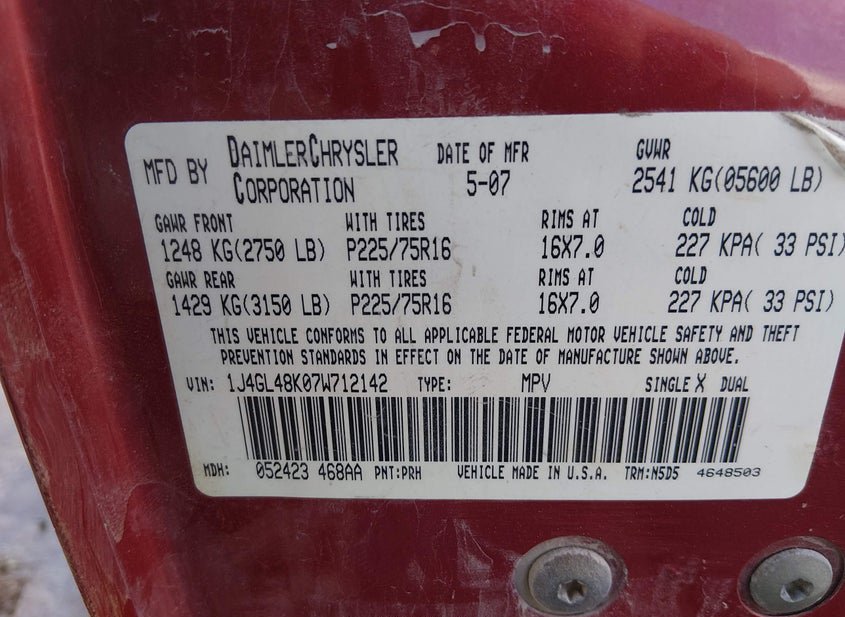 MFD BY DAIMLERCHRYSLER CORPORATION DATE OF MFR 5-07 GVWR 2541 KG(05600 LB)
GAWR FRONT WITH TIRES RIMS AT COLD
1248 KG(2750 LB) P225/75R16 16X7.0 227 KPA( 33 PSI)
GAWR REAR WITH TIRES RIMS AT COLD
1429 KG(3150 LB) P225/75R16 16X7.0 227 KPA( 33 PSI)
THIS VEHICLE CONFORMS TO ALL APPLICABLE FEDERAL MOTOR VEHICLE SAFETY AND THEFT
PREVENTION STANDARDS IN EFFECT ON THE DATE OF MANUFACTURE SHOWN ABOVE.
VIN: 1J4GL48K07W712142 TYPE: MPV SINGLE X DUAL
MDH: 052423 468AA PNT:PRH VEHICLE MADE IN U.S.A. TRM:N5D5 4648503